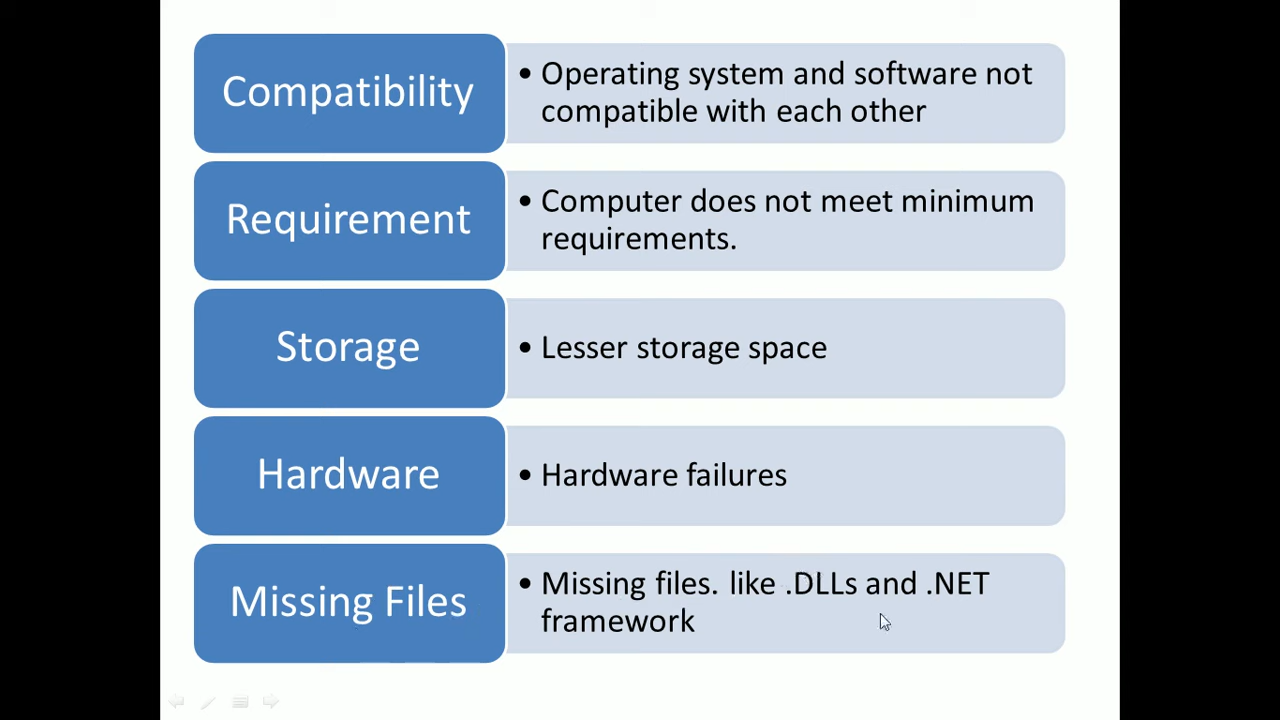 Compatibility
• Operating system and software not
compatible with each other
Requirement
• Computer does not meet minimum
requirements.
Storage
• Lesser storage space
Hardware
• Hardware failures
Missing Files
• Missing files. like .DLLs and .NET
framework